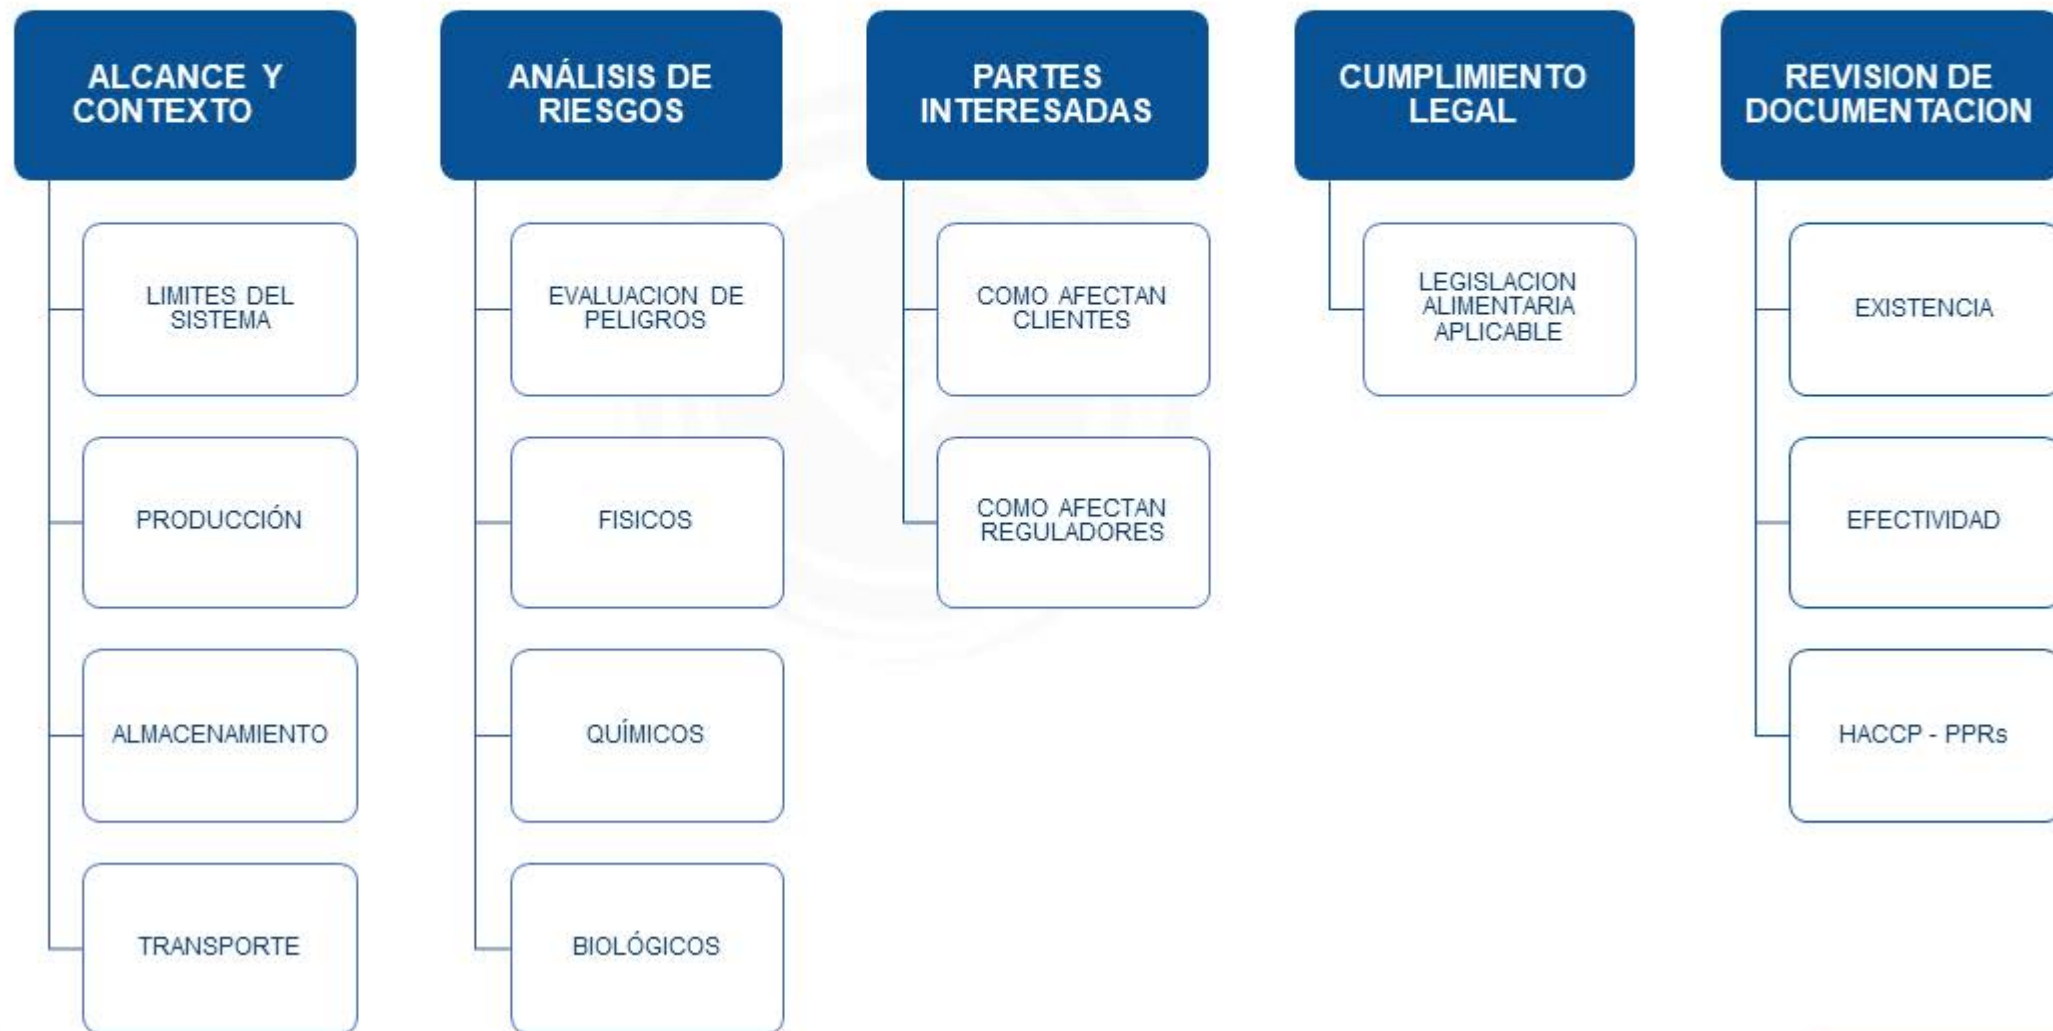 ALCANCE Y
CONTEXTO
LIMITES DEL
SISTEMA
PRODUCCIÓN
ALMACENAMIENTO
TRANSPORTE
ANÁLISIS DE
RIESGOS
EVALUACION DE
PELIGROS
FISICOS
QUÍMICOS
BIOLÓGICOS
PARTES
INTERESADAS
COMO AFECTAN
CLIENTES
COMO AFECTAN
REGULADORES
CUMPLIMIENTO
LEGAL
LEGISLACION
ALIMENTARIA
APLICABLE
REVISION DE
DOCUMENTACION
EXISTENCIA
EFECTIVIDAD
HACCP - PPRs